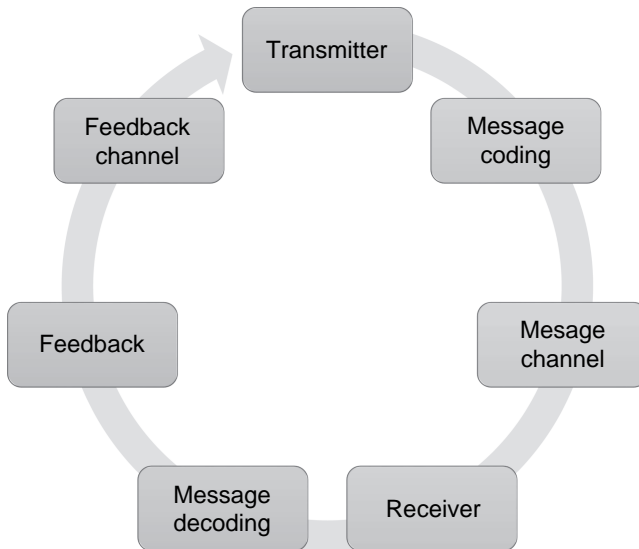 Transmitter
Message
coding
Mesage
channel
Receiver
Message
decoding
Feedback
Feedback
channel